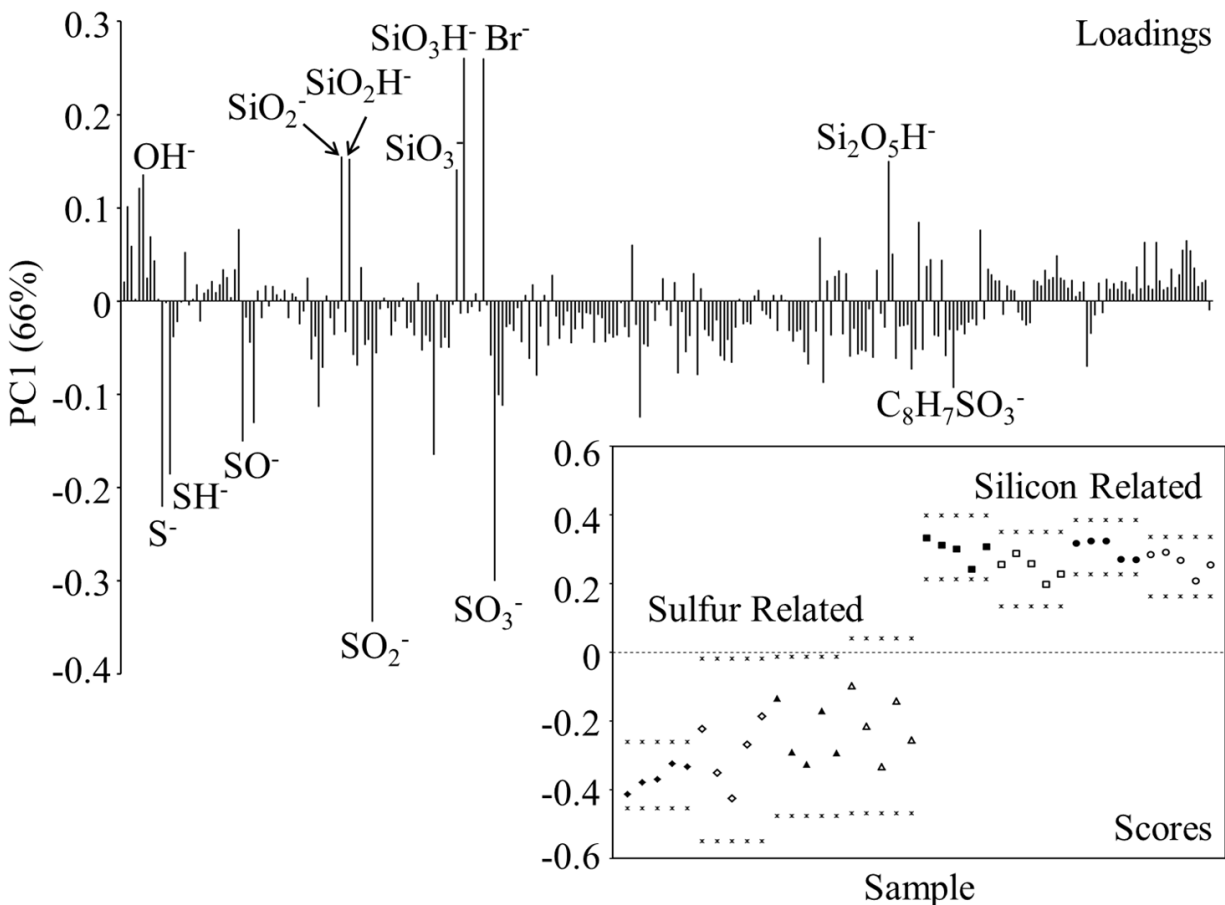 0.3
0.2
0.1
0
-0.1
-0.2
-0.3
-0.4
PC1 (66%)
Loadings
OH⁻
SiO₂⁻
SiO₂H⁻
SiO₃H⁻ Br⁻
SiO₃⁻
Si₂O₅H⁻
S⁻
SH⁻
SO⁻
SO₂⁻
SO₃⁻
C₈H₇SO₃⁻
0.6
0.4
0.2
0
-0.2
-0.4
-0.6
Silicon Related
Sulfur Related
Scores
Sample